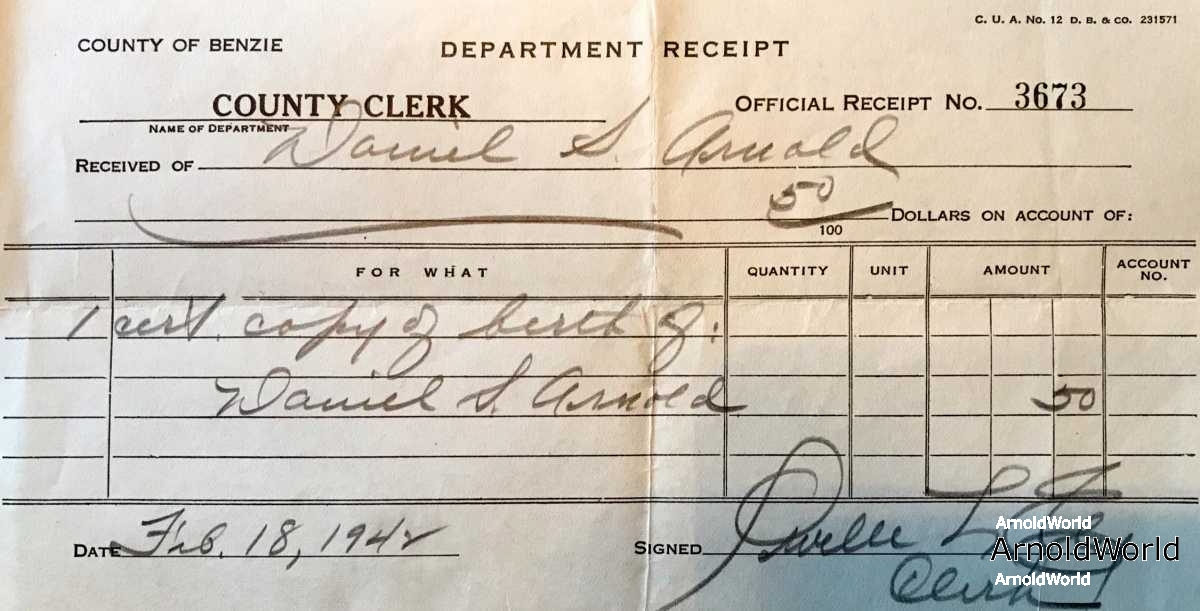 C. U. A. No. 12 D. B. & CO. 231571
COUNTY OF BENZIE
DEPARTMENT RECEIPT
COUNTY CLERK
OFFICIAL RECEIPT NO. 3673
NAME OF DEPARTMENT
RECEIVED OF Daniel S. Arnold
50
100
DOLLARS ON ACCOUNT OF:
FOR WHAT QUANTITY UNIT AMOUNT ACCOUNT NO.
1 cert. copy of birth of:
Daniel S. Arnold 50
DATE Feb. 18, 1942
SIGNED
Clerk
ArnoldWorld
ArnoldWorld
ArnoldWorld